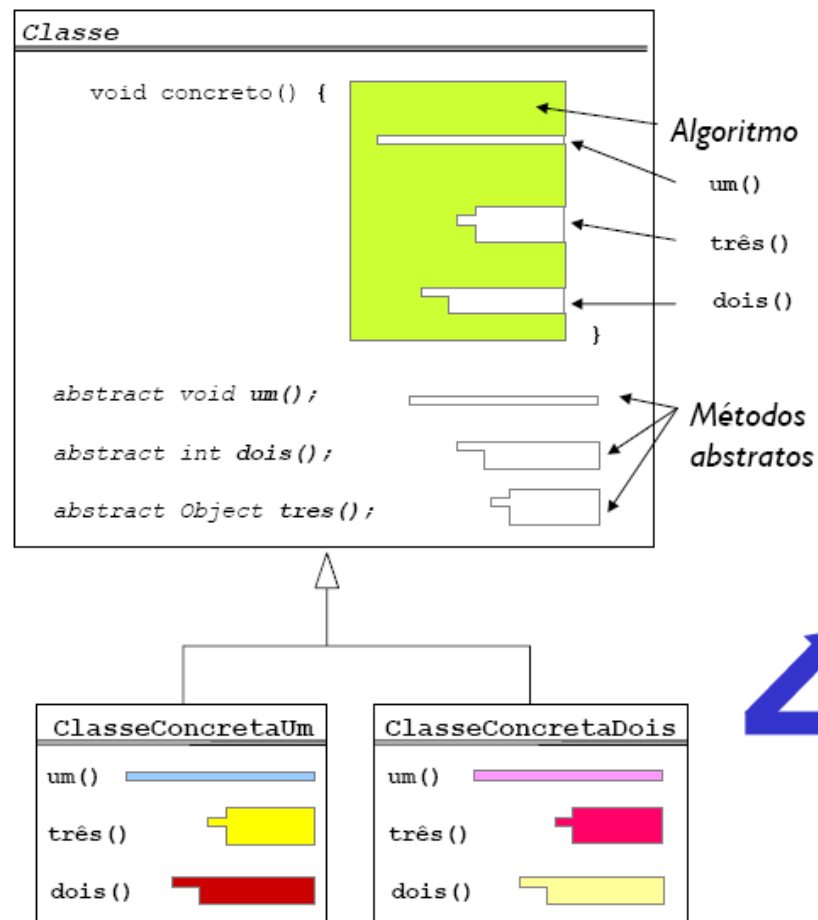 Classe
void concreto() {
Algoritmo
um()
três()
dois()
}
abstract void um();
abstract int dois();
abstract Object tres();
Métodos
abstratos
ClasseConcretaUm
um()
três()
dois()
ClasseConcretaDois
um()
três()
dois()